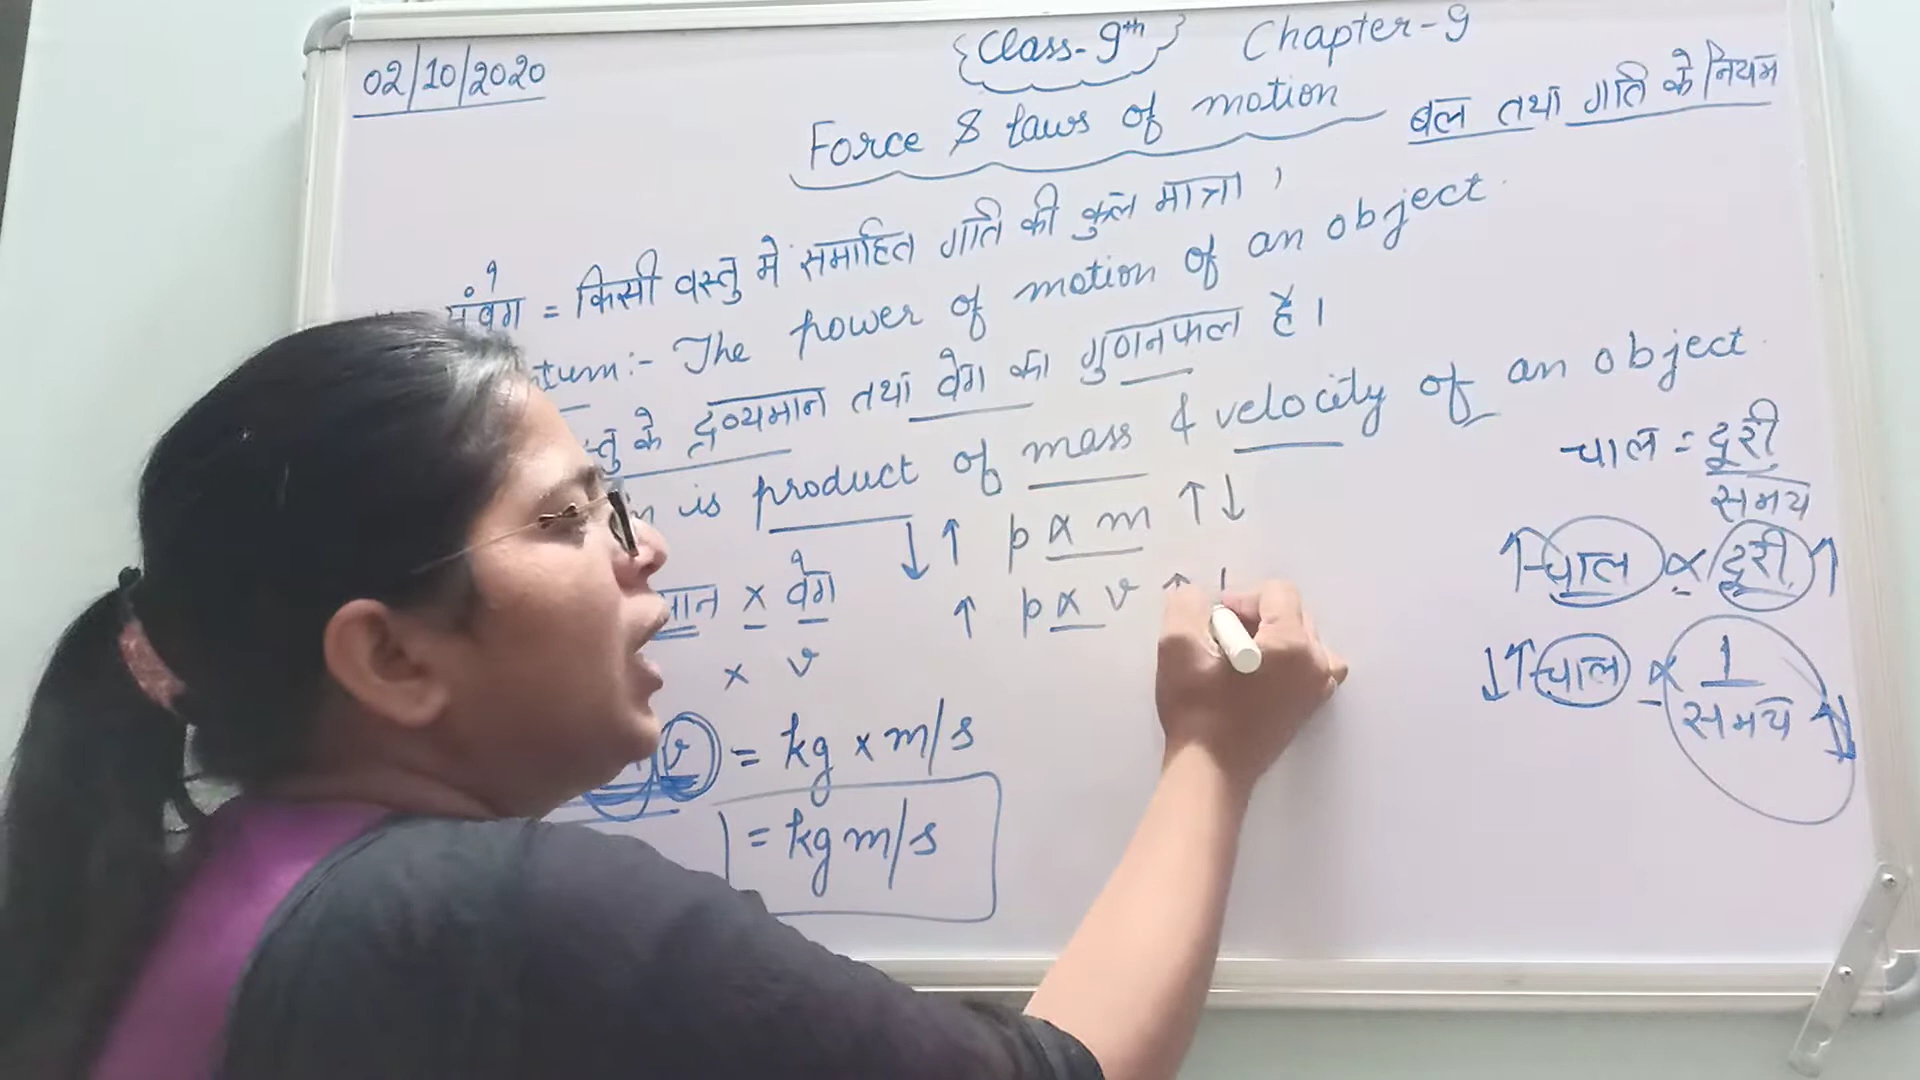 02/10/2020
Class-9th Chapter-9
Force & laws of motion बल तथा गति के नियम
संवेग = किसी वस्तु मे समाहित गति की कुल मात्रा ,
:- The power of motion of an object.
के द्रव्यमान तथा वेग का गुणनफल है।
is product of mass & velocity of an object
चाल = दूरी
समय
↓ ↑ p ∝ m ↑ ↓
↑ चाल ∝ दूरी ↑
x वेग
↑ p ∝ v ↑
x v
↓↑ चाल ∝ 1
समय ↑↓
v = kg x m/s
= kg m/s